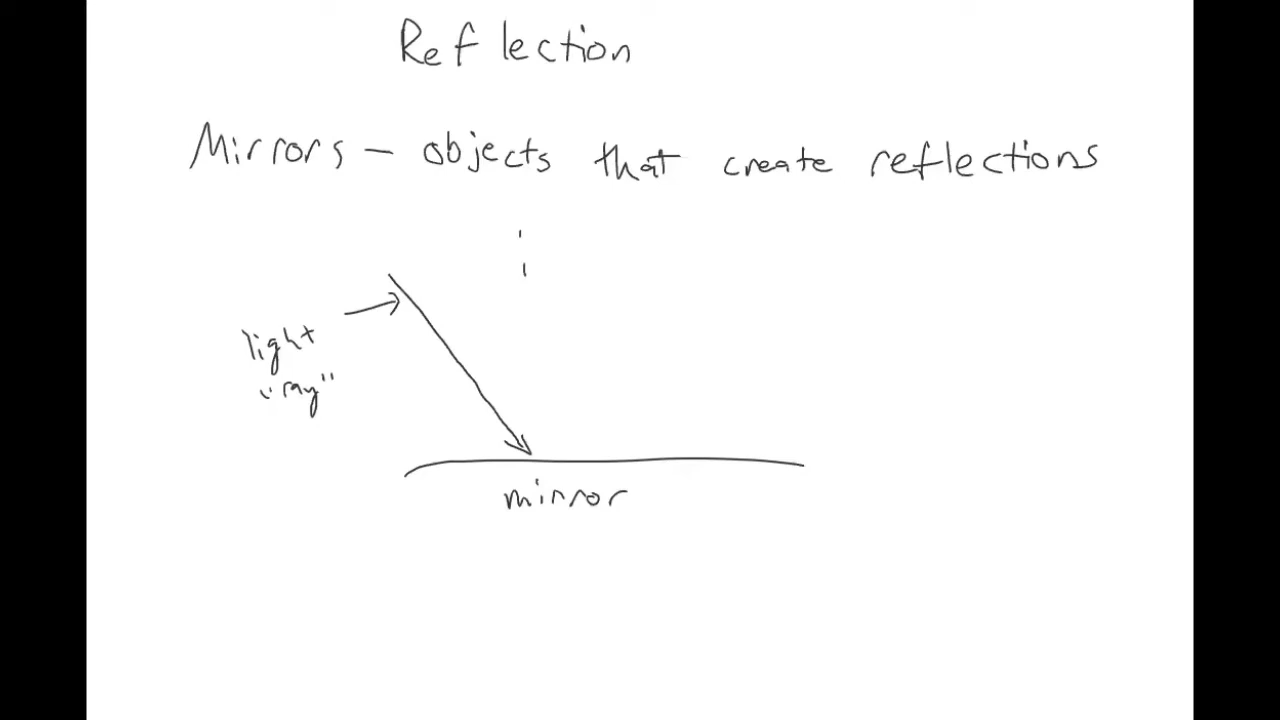 Reflection
Mirrors – objects that create reflections
light
"ray"
mirror